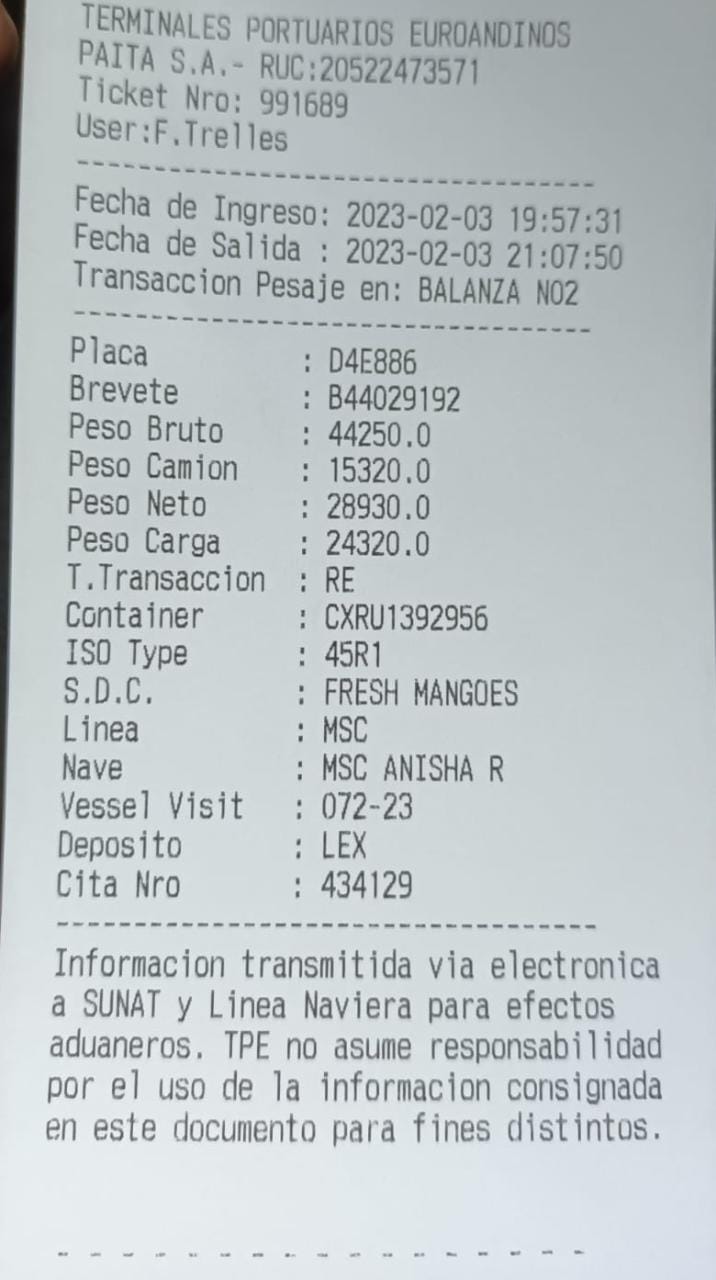 TERMINALES PORTUARIOS EUROANDINOS
PAITA S.A.- RUC:20522473571
Ticket Nro: 991689
User:F.Trelles
----------------------------------
Fecha de Ingreso: 2023-02-03 19:57:31
Fecha de Salida : 2023-02-03 21:07:50
Transaccion Pesaje en: BALANZA NO2
----------------------------------
Placa : D4E886
Brevete : B44029192
Peso Bruto : 44250.0
Peso Camion : 15320.0
Peso Neto : 28930.0
Peso Carga : 24320.0
T.Transaccion : RE
Container : CXRU1392956
ISO Type : 45R1
S.D.C. : FRESH MANGOES
Linea : MSC
Nave : MSC ANISHA R
Vessel Visit : 072-23
Deposito : LEX
Cita Nro : 434129
----------------------------------
Informacion transmitida via electronica
a SUNAT y Linea Naviera para efectos
aduaneros. TPE no asume responsabilidad
por el uso de la informacion consignada
en este documento para fines distintos.
- - - - - - - - - - - - - - - - -